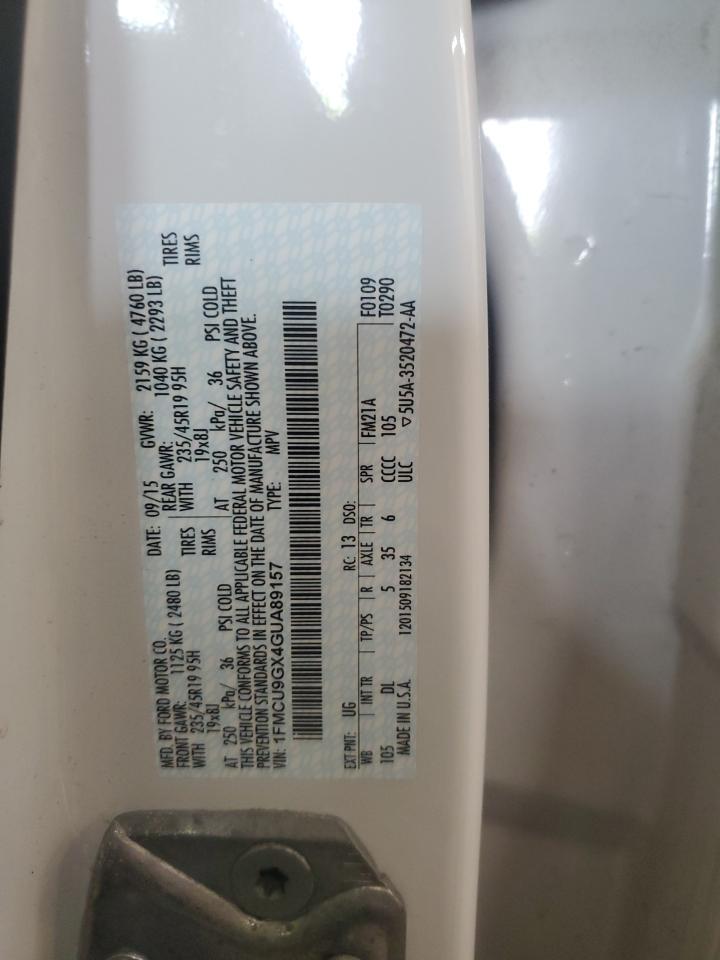 MFD. BY FORD MOTOR CO. DATE: 09/15 GVWR: 2159 KG ( 4760 LB)
FRONT GAWR: 1125 KG ( 2480 LB) REAR GAWR: 1040 KG ( 2293 LB)
WITH 235/45R19 95H TIRES WITH 235/45R19 95H TIRES
19x8J RIMS 19x8J RIMS
AT 250 kPa/ 36 PSI COLD AT 250 kPa/ 36 PSI COLD
THIS VEHICLE CONFORMS TO ALL APPLICABLE FEDERAL MOTOR VEHICLE SAFETY AND THEFT
PREVENTION STANDARDS IN EFFECT ON THE DATE OF MANUFACTURE SHOWN ABOVE.
VIN: 1FMCU9GX4GUA89157 TYPE: MPV
EXT PNT: UG RC: 13 DSO: F0109
WB INT TR TP/PS R AXLE TR SPR FM21A T0290
105 DL 5 35 6 CCCC 105
MADE IN U.S.A. 1201509182134 ULC ▽5U5A-3520472-AA